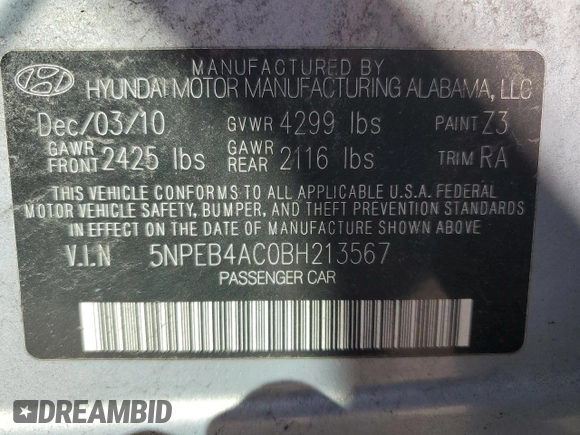 MANUFACTURED BY
HYUNDAI MOTOR MANUFACTURING ALABAMA, LLC
Dec/03/10 GVWR 4299 lbs PAINT Z3
GAWR FRONT 2425 lbs GAWR REAR 2116 lbs TRIM RA
THIS VEHICLE CONFORMS TO ALL APPLICABLE U.S.A. FEDERAL
MOTOR VEHICLE SAFETY, BUMPER, AND THEFT PREVENTION STANDARDS
IN EFFECT ON THE DATE OF MANUFACTURE SHOWN ABOVE.
V.I.N 5NPEB4AC0BH213567
PASSENGER CAR
DREAMBID